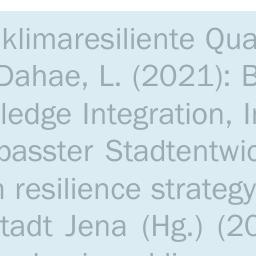 klimaresiliente Qua
Dahae, L. (2021): B
ledge Integration, I
passter Stadtentwic
resilience strategy
tadt Jena (Hg.) (20